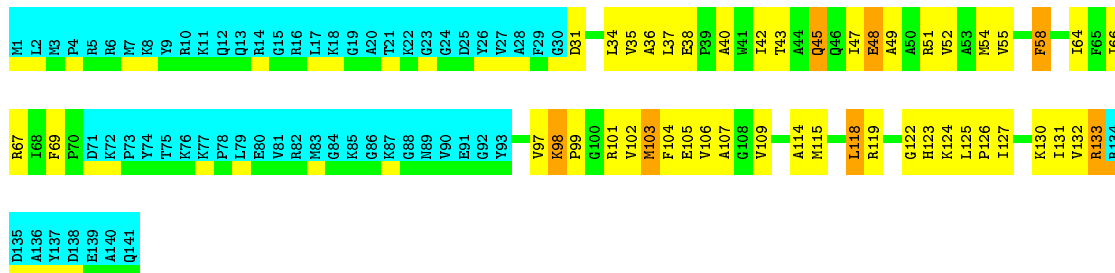 M1 L2 M3 P4 R5 R6 M7 K8 Y9 R10 K11 Q12 Q13 R14 G15 R16 L17 K18 G19 A20 T21 K22 G23 G24 D25 Y26 V27 A28 F29 G30 D31 L34 V35 A36 L37 E38 P39 A40 W41 I42 T43 A44 Q45 Q46 I47 E48 A49 A50 R51 V52 A53 M54 V55 F58 I64 F65 I66
R67 I68 F69 P70 D71 K72 P73 Y74 T75 K76 K77 P78 L79 E80 V81 R82 M83 G84 K85 G86 K87 G88 N89 V90 E91 G92 Y93 V97 K98 P99 G100 R101 V102 M103 F104 E105 V106 A107 G108 V109 A114 M115 L118 R119 G122 H123 K124 L125 P126 I127 K130 I131 V132 R133 R134
D135 A136 Y137 D138 E139 A140 Q141